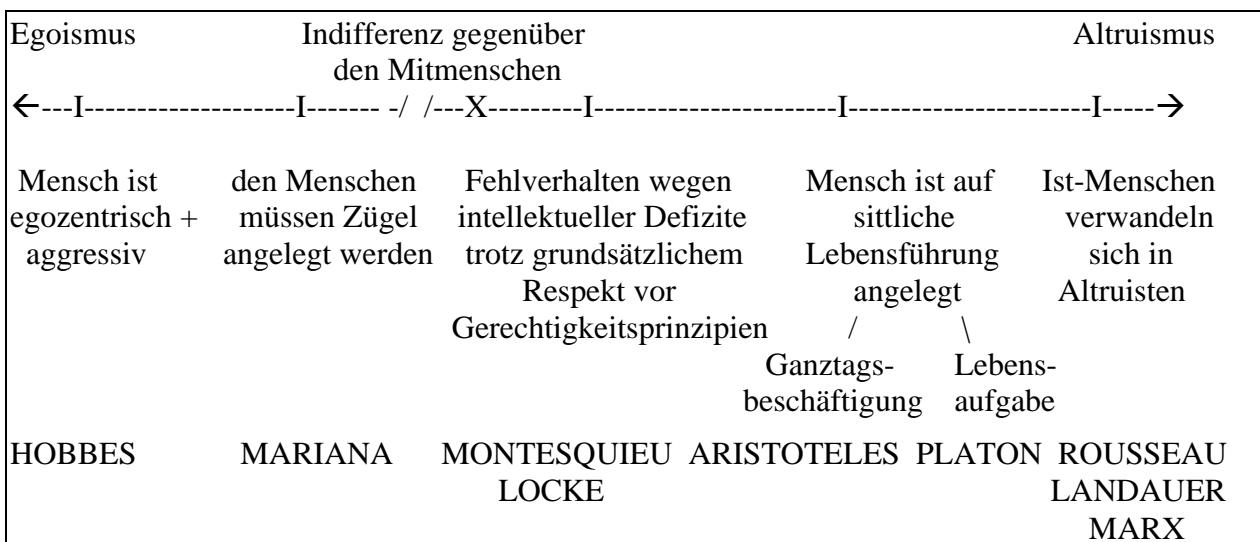 Egoismus Indifferenz gegenüber Altruismus
den Mitmenschen
←---I--------------------I------- -/ /---X---------I-----------------------I-----------------------I-----→
Mensch ist den Menschen Fehlverhalten wegen Mensch ist auf Ist-Menschen
egozentrisch + müssen Zügel intellektueller Defizite sittliche verwandeln
aggressiv angelegt werden trotz grundsätzlichem Lebensführung sich in
Respekt vor angelegt Altruisten
Gerechtigkeitsprinzipien / \
Ganztags- Lebens-
beschäftigung aufgabe
HOBBES MARIANA MONTESQUIEU ARISTOTELES PLATON ROUSSEAU
LOCKE LANDAUER
MARX